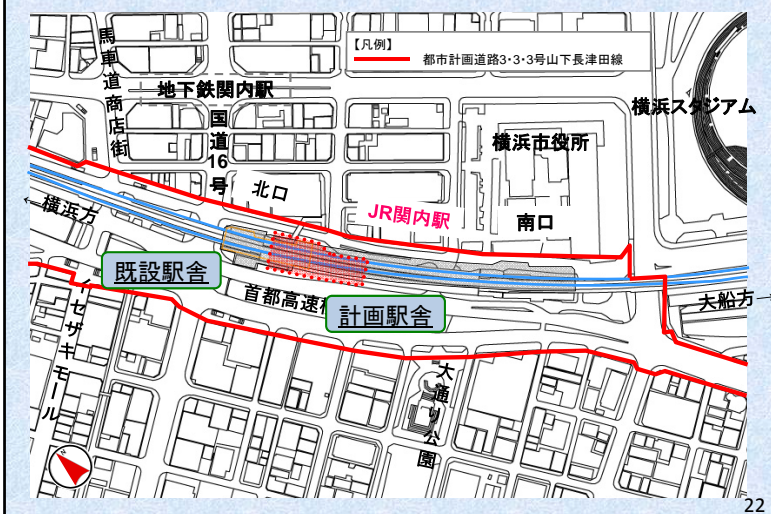 【凡例】
都市計画道路3・3・3号山下長津田線
馬車道商店街
地下鉄関内駅
国道16号
横浜スタジアム
横浜市役所
北口
JR関内駅
南口
←横浜方
既設駅舎
首都高速
計画駅舎
大船方→
イセザキモール
大通り公園
N
22